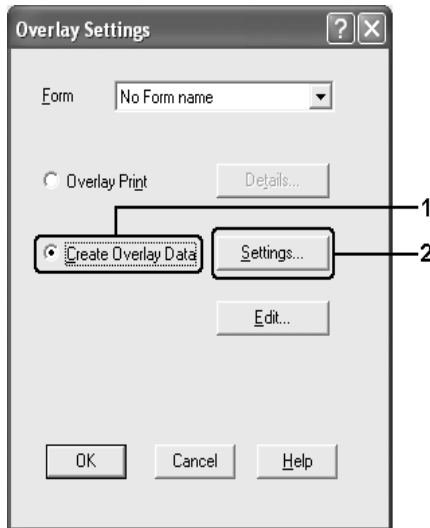 Overlay Settings
Form No Form name
Overlay Print Details...
1
Create Overlay Data Settings... 2
Edit...
OK Cancel Help